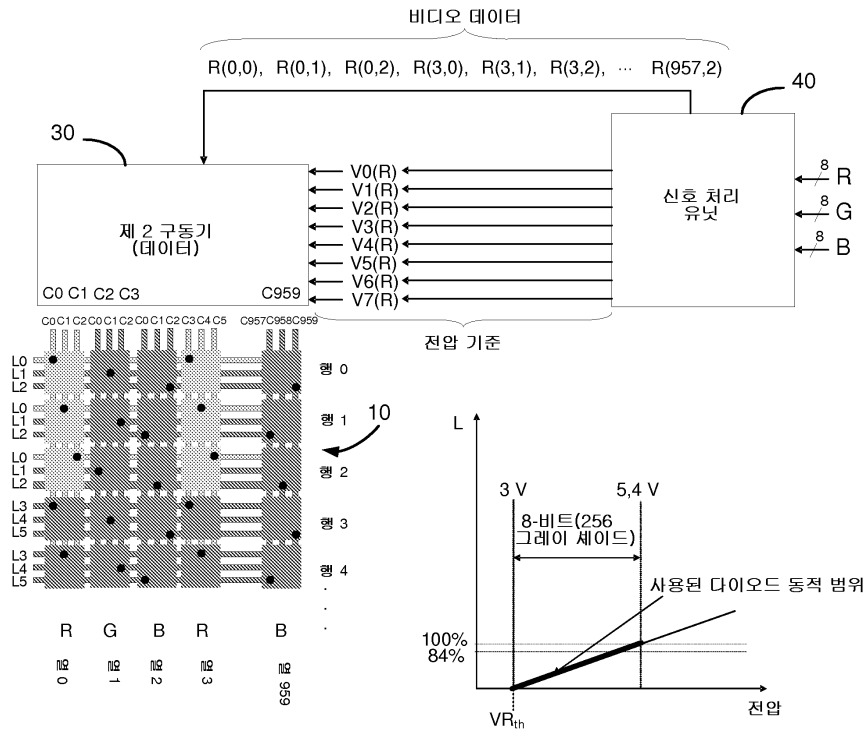 비디오 데이터
R(0,0), R(0,1), R(0,2), R(3,0), R(3,1), R(3,2), ··· R(957,2)
40
30
V0(R)
V1(R)
V2(R)
V3(R)
V4(R)
V5(R)
V6(R)
V7(R)
제 2 구동기
(데이터)
C0 C1 C2 C3 C959
신호 처리
유닛
8 R
8 G
8 B
전압 기준
C0 C1 C2 C0 C1 C2 C0 C1 C2 C3 C4 C5 C957 C958 C959
L0
L1
L2
행 0
L0
L1
L2
행 1
10
L0
L1
L2
행 2
L3
L4
L5
행 3
L3
L4
L5
행 4
R G B R B
열 0 열 1 열 2 열 3 열 959
L
3 V 5,4 V
8-비트(256
그레이 셰이드)
사용된 다이오드 동적 범위
100%
84%
VRth
전압